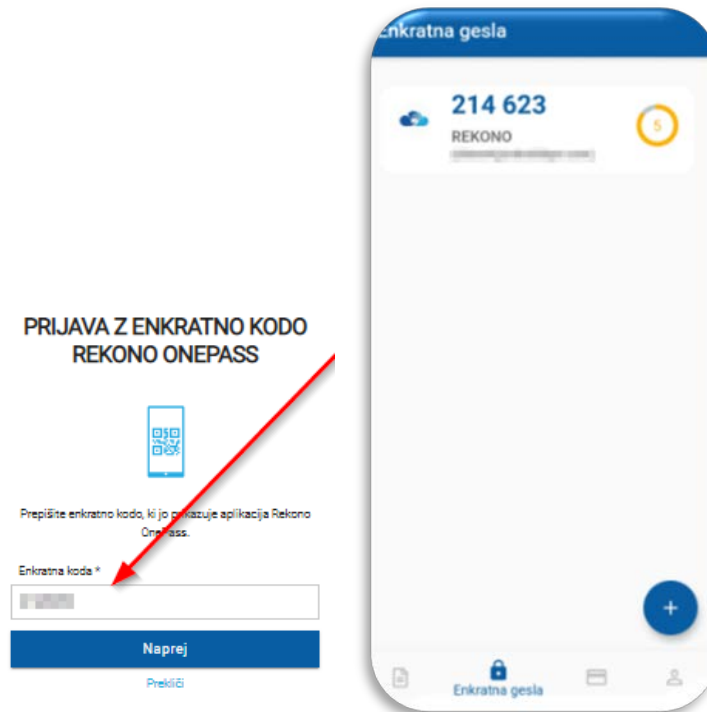 PRIJAVA Z ENKRATNO KODO
REKONO ONEPASS
Prepišite enkratno kodo, ki jo prikazuje aplikacija Rekono
OnePass.
Enkratna koda *
Naprej
Prekliči
Enkratna gesla
214 623
REKONO
5
Enkratna gesla